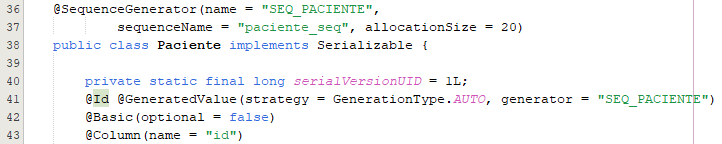 36 @SequenceGenerator(name = "SEQ_PACIENTE",
37 sequenceName = "paciente_seq", allocationSize = 20)
38 public class Paciente implements Serializable {
39
40 private static final long serialVersionUID = 1L;
41 @Id @GeneratedValue(strategy = GenerationType.AUTO, generator = "SEQ_PACIENTE")
42 @Basic(optional = false)
43 @Column(name = "id")